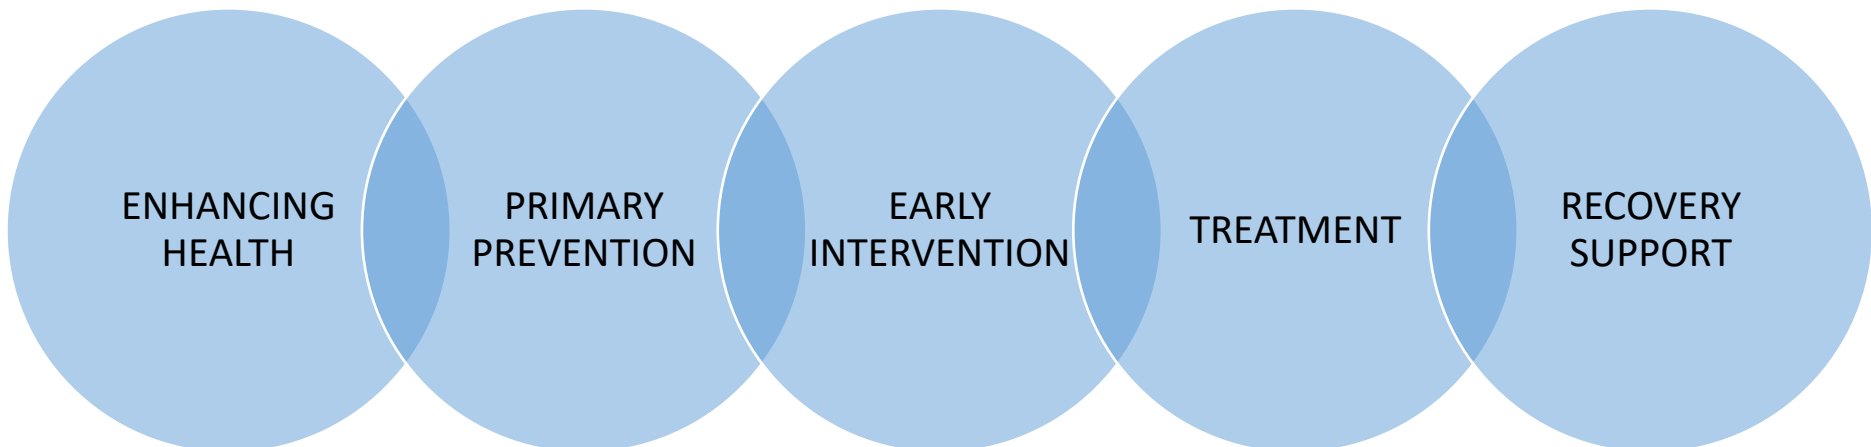 ENHANCING
HEALTH
PRIMARY
PREVENTION
EARLY
INTERVENTION
TREATMENT
RECOVERY
SUPPORT